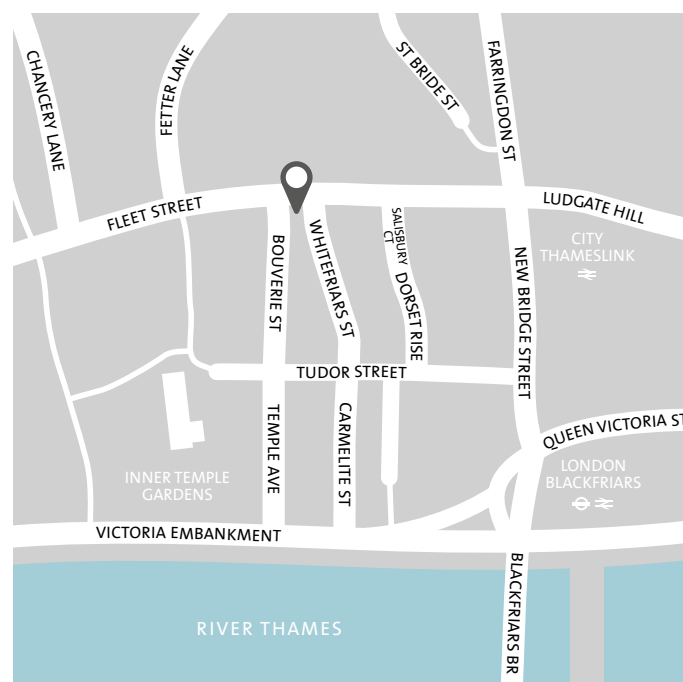 CHANCERY LANE
FETTER LANE
ST BRIDE ST
FARRINGDON ST
FLEET STREET
LUDGATE HILL
BOUVERIE ST
WHITEFRIARS ST
SALISBURY
CT
DORSET RISE
NEW BRIDGE STREET
CITY
THAMESLINK
TUDOR STREET
TEMPLE AVE
CARMELITE ST
QUEEN VICTORIA ST
INNER TEMPLE
GARDENS
LONDON
BLACKFRIARS
VICTORIA EMBANKMENT
BLACKFRIARS BR
RIVER THAMES